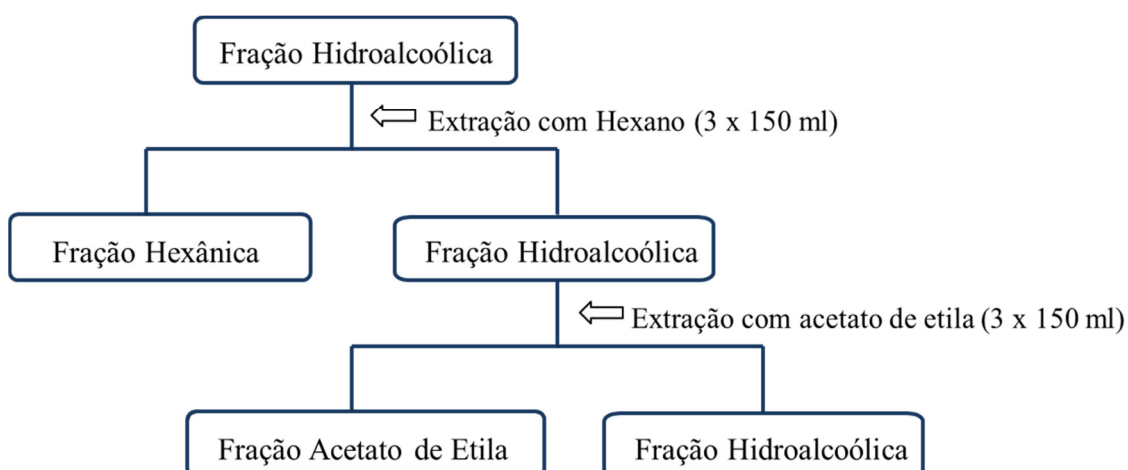 Fração Hidroalcoólica
Extração com Hexano (3 x 150 ml)
Fração Hexânica
Fração Hidroalcoólica
Extração com acetato de etila (3 x 150 ml)
Fração Acetato de Etila
Fração Hidroalcoólica